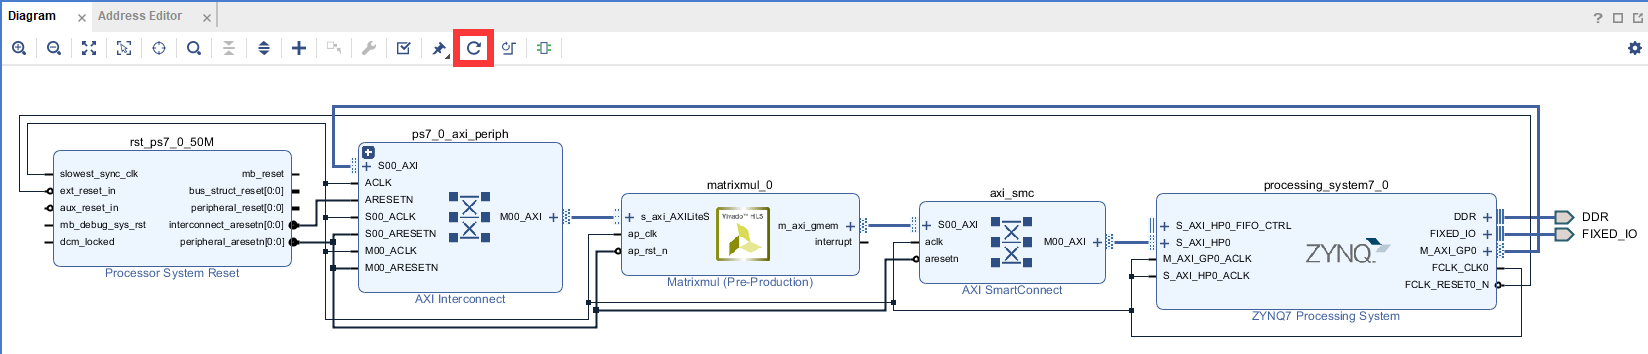 Diagram
Address Editor
rst_ps7_0_50M
slowest_sync_clk
ext_reset_in
aux_reset_in
mb_debug_sys_rst
dcm_locked
mb_reset
bus_struct_reset[0:0]
peripheral_reset[0:0]
interconnect_aresetn[0:0]
peripheral_aresetn[0:0]
Processor System Reset
ps7_0_axi_periph
S00_AXI
ACLK
ARESETN
S00_ACLK
S00_ARESETN
M00_ACLK
M00_ARESETN
M00_AXI
AXI Interconnect
matrixmul_0
s_axi_AXILiteS
ap_clk
ap_rst_n
Vivado™ HLS
m_axi_gmem
interrupt
Matrixmul (Pre-Production)
axi_smc
S00_AXI
aclk
aresetn
M00_AXI
AXI SmartConnect
processing_system7_0
S_AXI_HP0_FIFO_CTRL
S_AXI_HP0
M_AXI_GP0_ACLK
S_AXI_HP0_ACLK
ZYNQ
DDR
FIXED_IO
M_AXI_GP0
FCLK_CLK0
FCLK_RESET0_N
ZYNQ7 Processing System
DDR
FIXED_IO